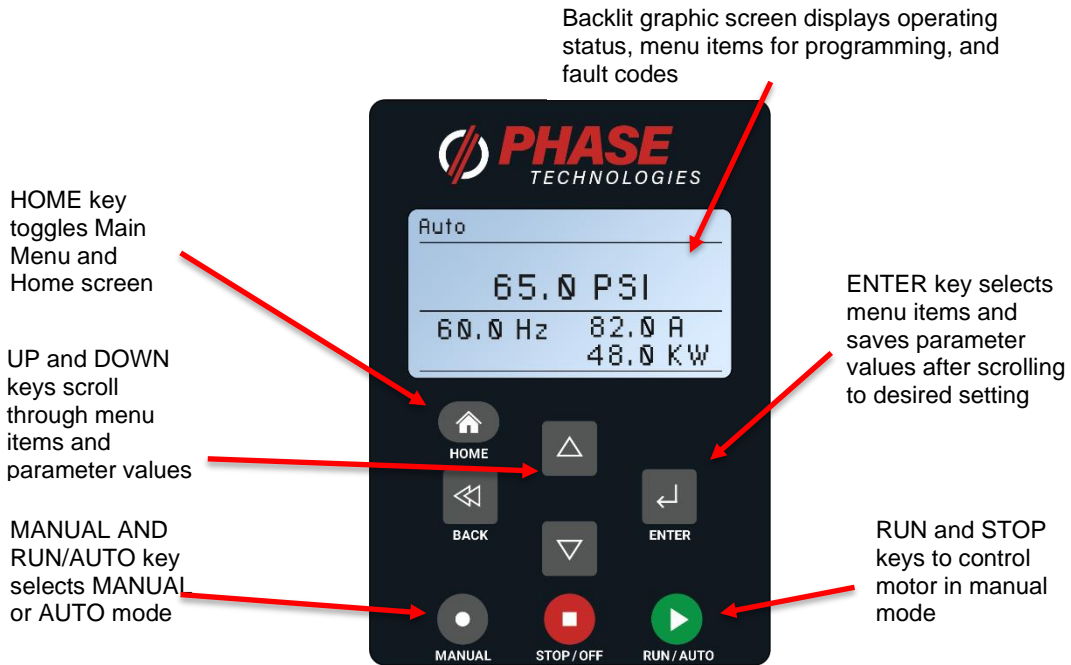 Backlit graphic screen displays operating
status, menu items for programming, and
fault codes
PHASE
TECHNOLOGIES
HOME key
toggles Main
Menu and
Home screen
Auto
65.0 PSI
60.0 Hz
82.0 A
48.0 KW
ENTER key selects
menu items and
saves parameter
values after scrolling
to desired setting
UP and DOWN
keys scroll
through menu
items and
parameter values
HOME
BACK
ENTER
MANUAL AND
RUN/AUTO key
selects MANUAL
or AUTO mode
RUN and STOP
keys to control
motor in manual
mode
MANUAL
STOP/OFF
RUN/AUTO